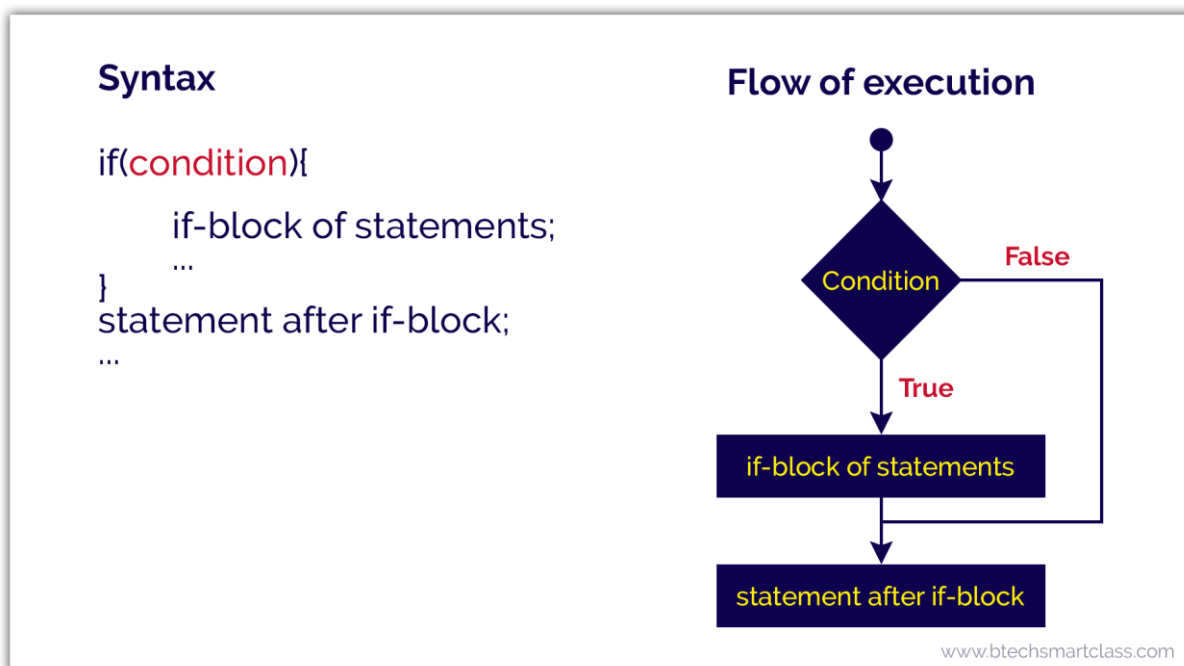 Syntax
if(condition){
if-block of statements;
...
}
statement after if-block;
...
Flow of execution
Condition
False
True
if-block of statements
statement after if-block
www.btechsmartclass.com